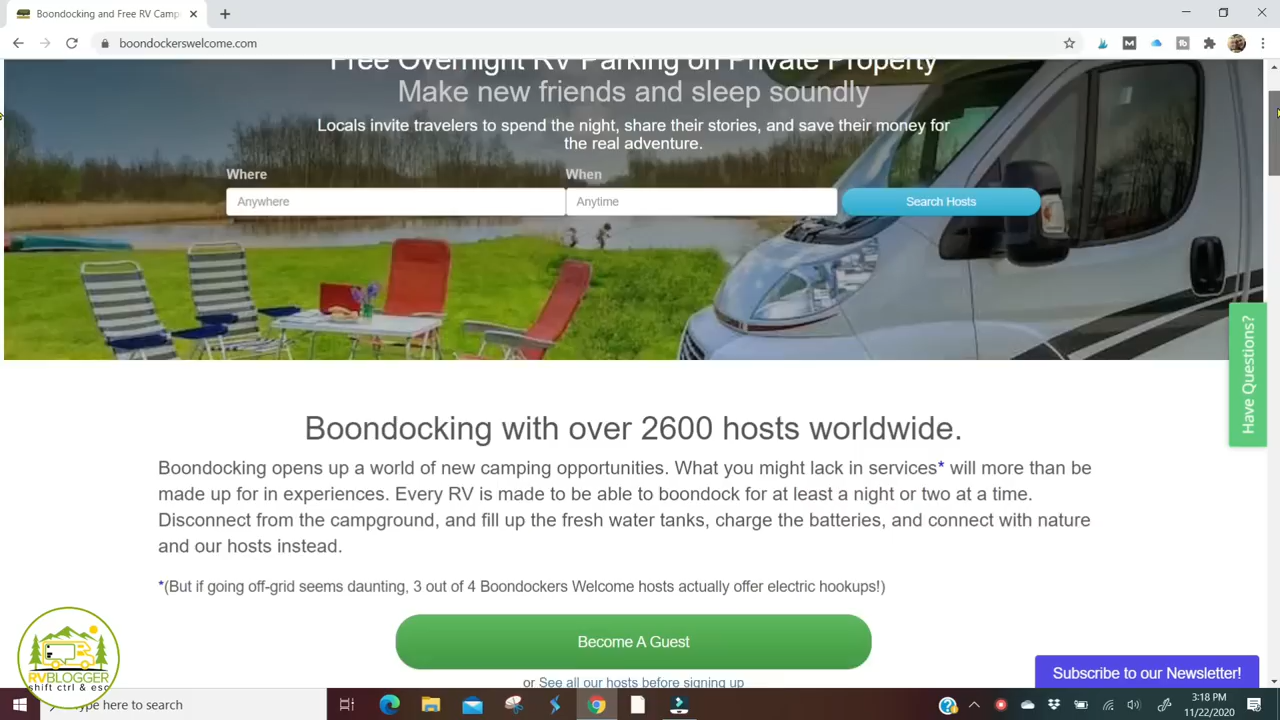 Boondocking and Free RV Camp
boondockerswelcome.com
Free Overnight RV Parking on Private Property
Make new friends and sleep soundly
Locals invite travelers to spend the night, share their stories, and save their money for
the real adventure.
Where
When
Anywhere
Anytime
Search Hosts
Have Questions?
Boondocking with over 2600 hosts worldwide.
Boondocking opens up a world of new camping opportunities. What you might lack in services* will more than be
made up for in experiences. Every RV is made to be able to boondock for at least a night or two at a time.
Disconnect from the campground, and fill up the fresh water tanks, charge the batteries, and connect with nature
and our hosts instead.
*(But if going off-grid seems daunting, 3 out of 4 Boondockers Welcome hosts actually offer electric hookups!)
Become A Guest
or See all our hosts before signing up
Subscribe to our Newsletter!
RVBLOGGER
shift ctrl & esc
ype here to search
3:18 PM
11/22/2020